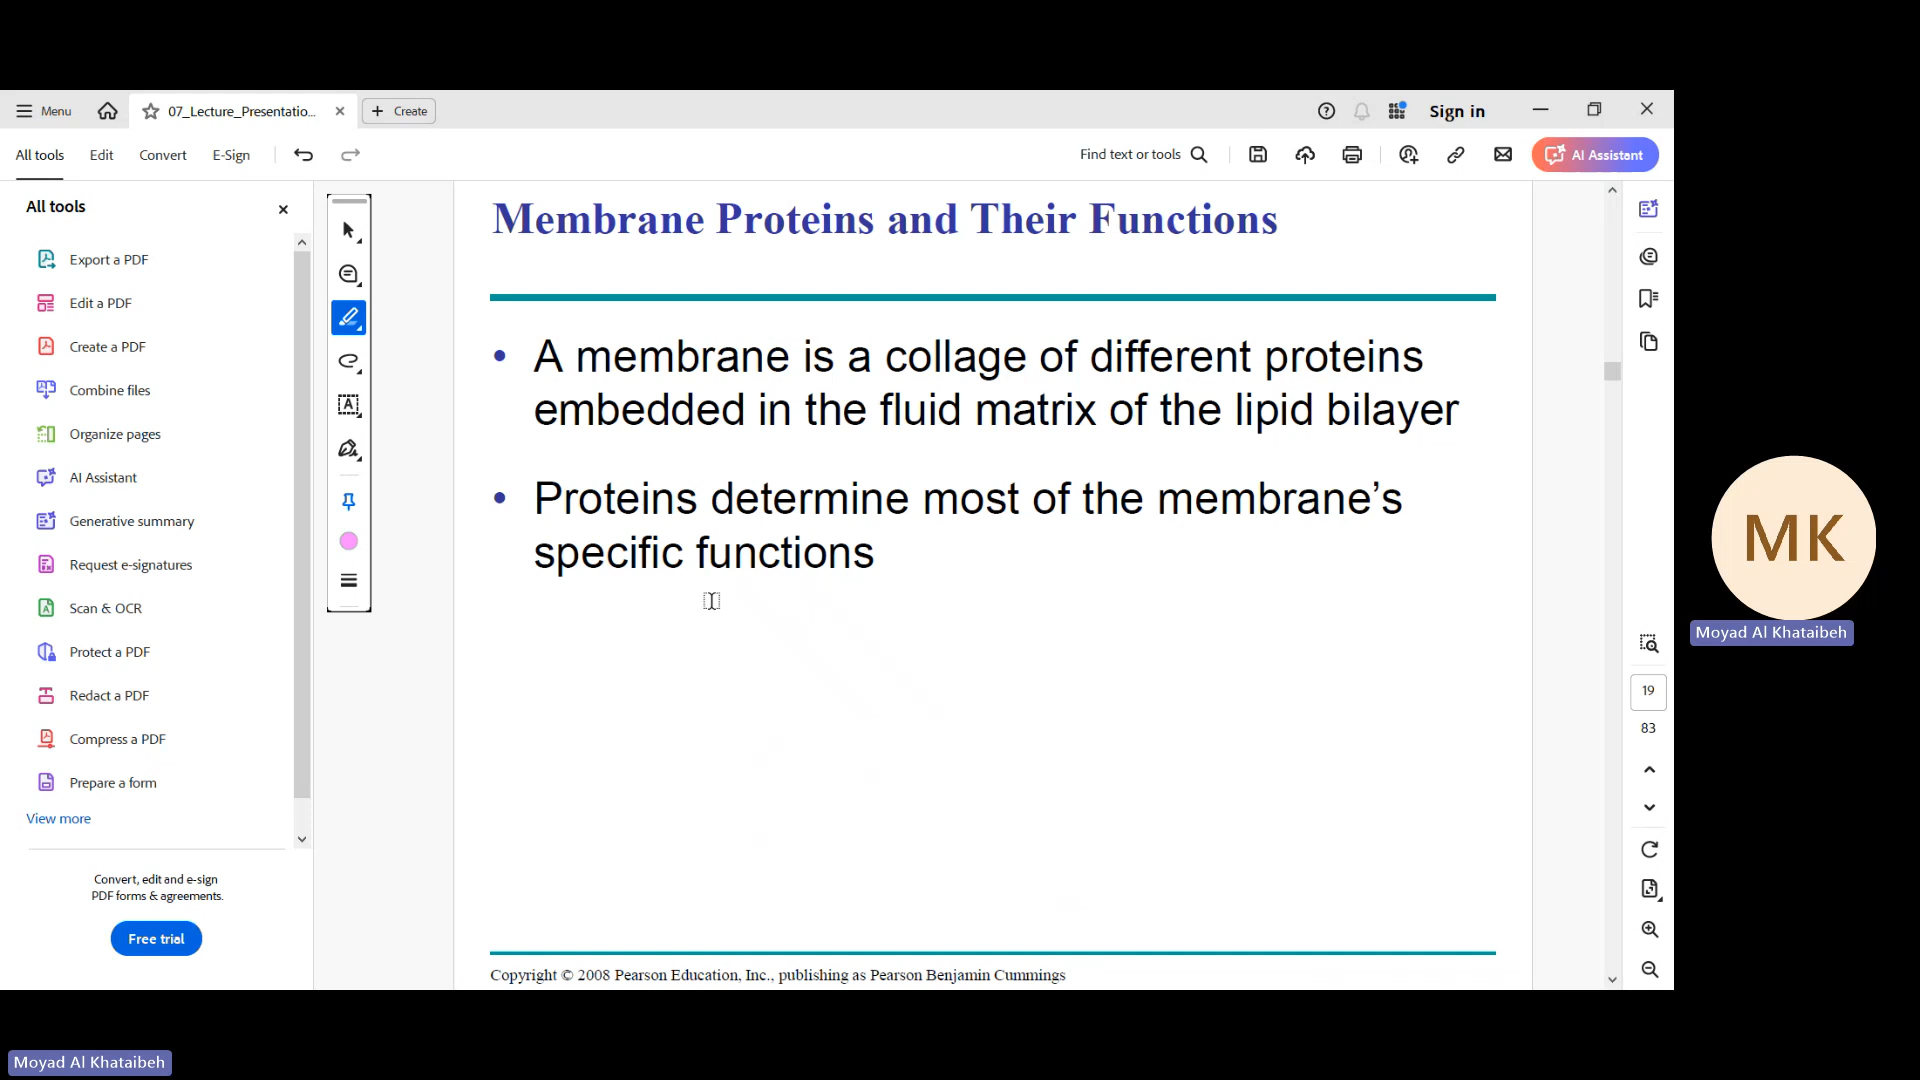 Menu
07_Lecture_Presentatio...
Create
Sign in
All tools
Edit
Convert
E-Sign
Find text or tools
AI Assistant
All tools
Export a PDF
Edit a PDF
Create a PDF
Combine files
Organize pages
AI Assistant
Generative summary
Request e-signatures
Scan & OCR
Protect a PDF
Redact a PDF
Compress a PDF
Prepare a form
View more
Convert, edit and e-sign
PDF forms & agreements.
Free trial
Membrane Proteins and Their Functions
• A membrane is a collage of different proteins
embedded in the fluid matrix of the lipid bilayer
• Proteins determine most of the membrane’s
specific functions
Copyright © 2008 Pearson Education, Inc., publishing as Pearson Benjamin Cummings
19
83
MK
Moyad Al Khataibeh
Moyad Al Khataibeh